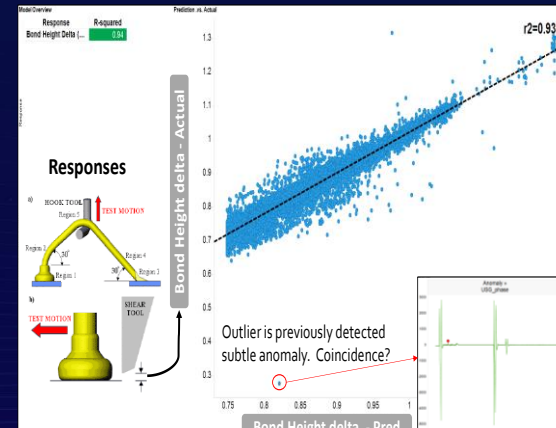 Model Overview
Response R-squared
Bond Height Delta (... 0.94
Prediction vs. Actual
r2=0.93
1.3
1.2
1.1
1
0.9
0.8
0.7
0.6
0.5
0.4
0.3
Bond Height delta - Actual
Responses
a)
HOOK TOOL
Region 3
TEST MOTION
Region 2
Region 4
30°
30°
Region 1
b)
TEST MOTION
SHEAR
TOOL
Outlier is previously detected
subtle anomaly. Coincidence?
Anomaly =
USG_phase
0.75 0.8 0.85 0.9 0.95 1
Bond Height delta - Pred